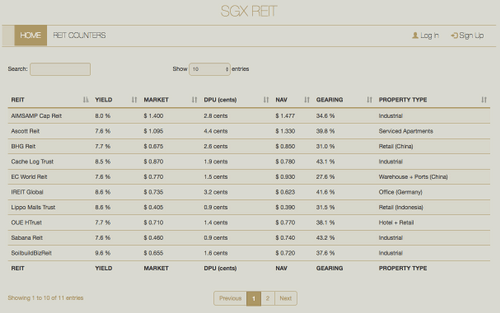 SGX REIT
HOME REIT COUNTERS Log In Sign Up
Search: Show 10 entries
REIT YIELD MARKET DPU (cents) NAV GEARING PROPERTY TYPE
AIMSAMP Cap Reit 8.0 % $ 1.400 2.8 cents $ 1.477 34.6 % Industrial
Ascott Reit 7.6 % $ 1.095 4.4 cents $ 1.330 39.8 % Serviced Apartments
BHG Reit 7.7 % $ 0.675 2.6 cents $ 0.850 31.0 % Retail (China)
Cache Log Trust 8.5 % $ 0.870 1.9 cents $ 0.780 43.1 % Industrial
EC World Reit 7.8 % $ 0.770 1.5 cents $ 0.930 27.6 % Warehouse + Ports (China)
IREIT Global 8.6 % $ 0.735 3.2 cents $ 0.623 41.6 % Office (Germany)
Lippo Malls Trust 8.6 % $ 0.405 0.9 cents $ 0.390 31.5 % Retail (Indonesia)
OUE HTrust 7.7 % $ 0.710 1.4 cents $ 0.770 38.1 % Hotel + Retail
Sabana Reit 7.6 % $ 0.460 0.9 cents $ 0.740 43.2 % Industrial
SoilbuildBizReit 9.6 % $ 0.655 1.6 cents $ 0.720 37.6 % Industrial
REIT YIELD MARKET DPU (cents) NAV GEARING PROPERTY TYPE
Showing 1 to 10 of 11 entries Previous 1 2 Next